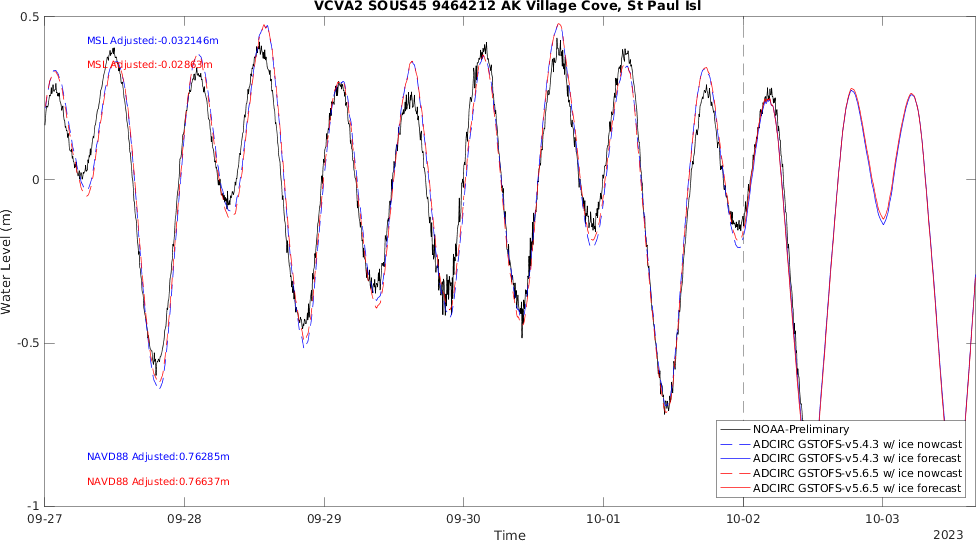 VCVA2 SOUS45 9464212 AK Village Cove, St Paul Isl
0.5
0
-0.5
-1
Water Level (m)
MSL Adjusted:-0.032146m
MSL Adjusted:-0.02863m
NAVD88 Adjusted:0.76285m
NAVD88 Adjusted:0.76637m
NOAA-Preliminary
ADCIRC GSTOFS-v5.4.3 w/ ice nowcast
ADCIRC GSTOFS-v5.4.3 w/ ice forecast
ADCIRC GSTOFS-v5.6.5 w/ ice nowcast
ADCIRC GSTOFS-v5.6.5 w/ ice forecast
09-27 09-28 09-29 09-30 10-01 10-02 10-03
Time
2023